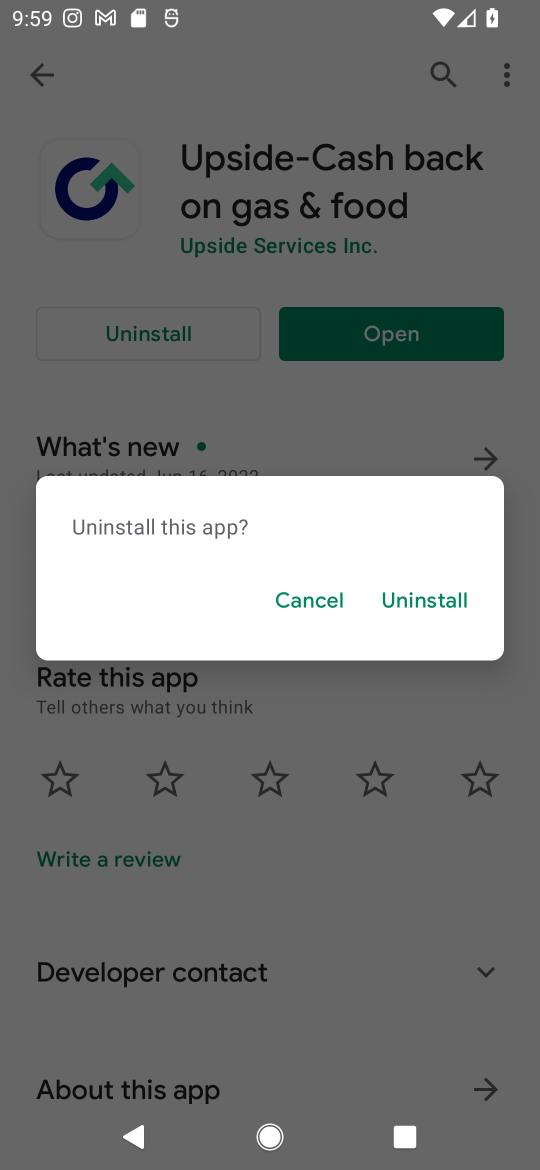 9:59
Upside-Cash back
on gas & food
Upside Services Inc.
Uninstall
Open
What's new
Last updated Jun 16, 2022
Uninstall this app?
Cancel
Uninstall
Rate this app
Tell others what you think
Write a review
Developer contact
About this app